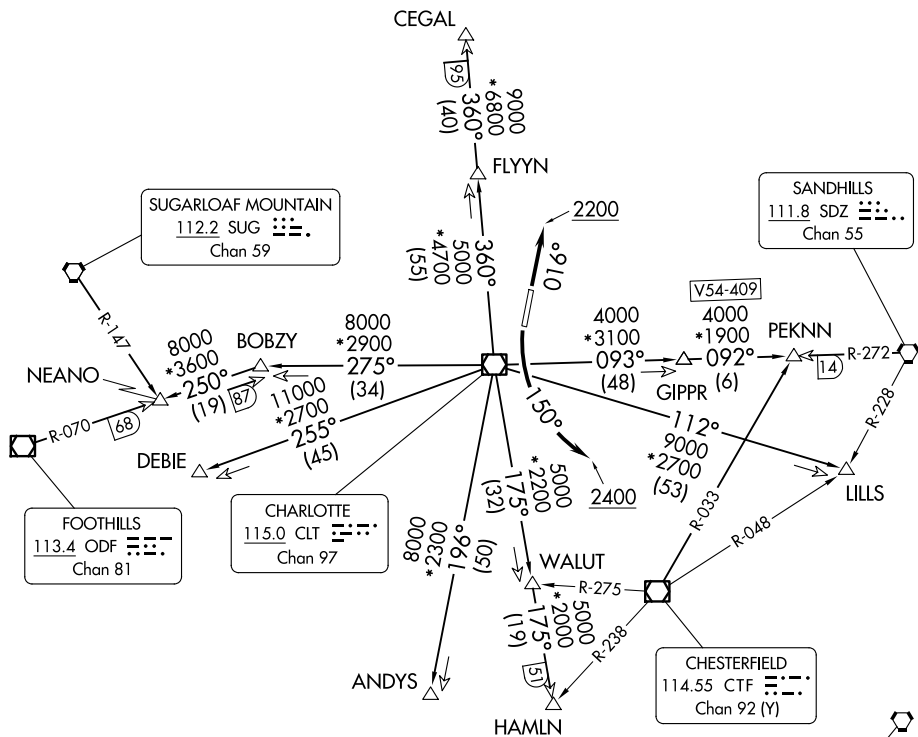 CEGAL
95
360°
9000
*6800
(40)
FLYYN
SUGARLOAF MOUNTAIN
112.2 SUG
Chan 59
SANDHILLS
111.8 SDZ
Chan 55
2200
016°
360°
5000
*4700
(55)
R-147
8000
*3600
250°
(19)
NEANO
BOBZY
87
8000
*2900
275°
(34)
4000
*3100
093°
(48)
V54-409
4000
*1900
092°
(6)
GIPPR
PEKNN
14
R-272
R-228
R-070
68
11000
*2700
255°
(45)
DEBIE
150°
2400
112°
9000
*2700
(53)
LILLS
FOOTHILLS
113.4 ODF
Chan 81
CHARLOTTE
115.0 CLT
Chan 97
5000
*2200
175°
(32)
R-033
R-048
8000
*2300
196°
(50)
WALUT
R-275
5000
*2000
175°
(19)
51
R-238
ANDYS
HAMLN
CHESTERFIELD
114.55 CTF
Chan 92 (Y)